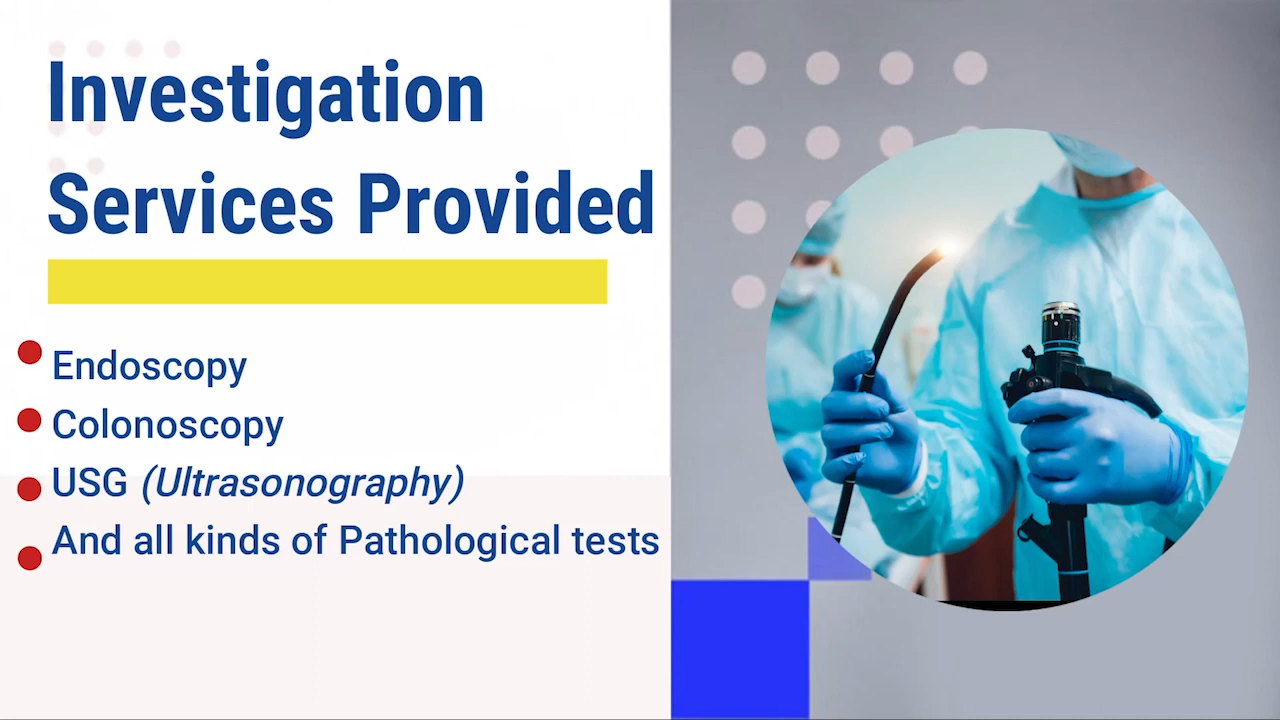 Investigation
Services Provided
Endoscopy
Colonoscopy
USG (Ultrasonography)
And all kinds of Pathological tests